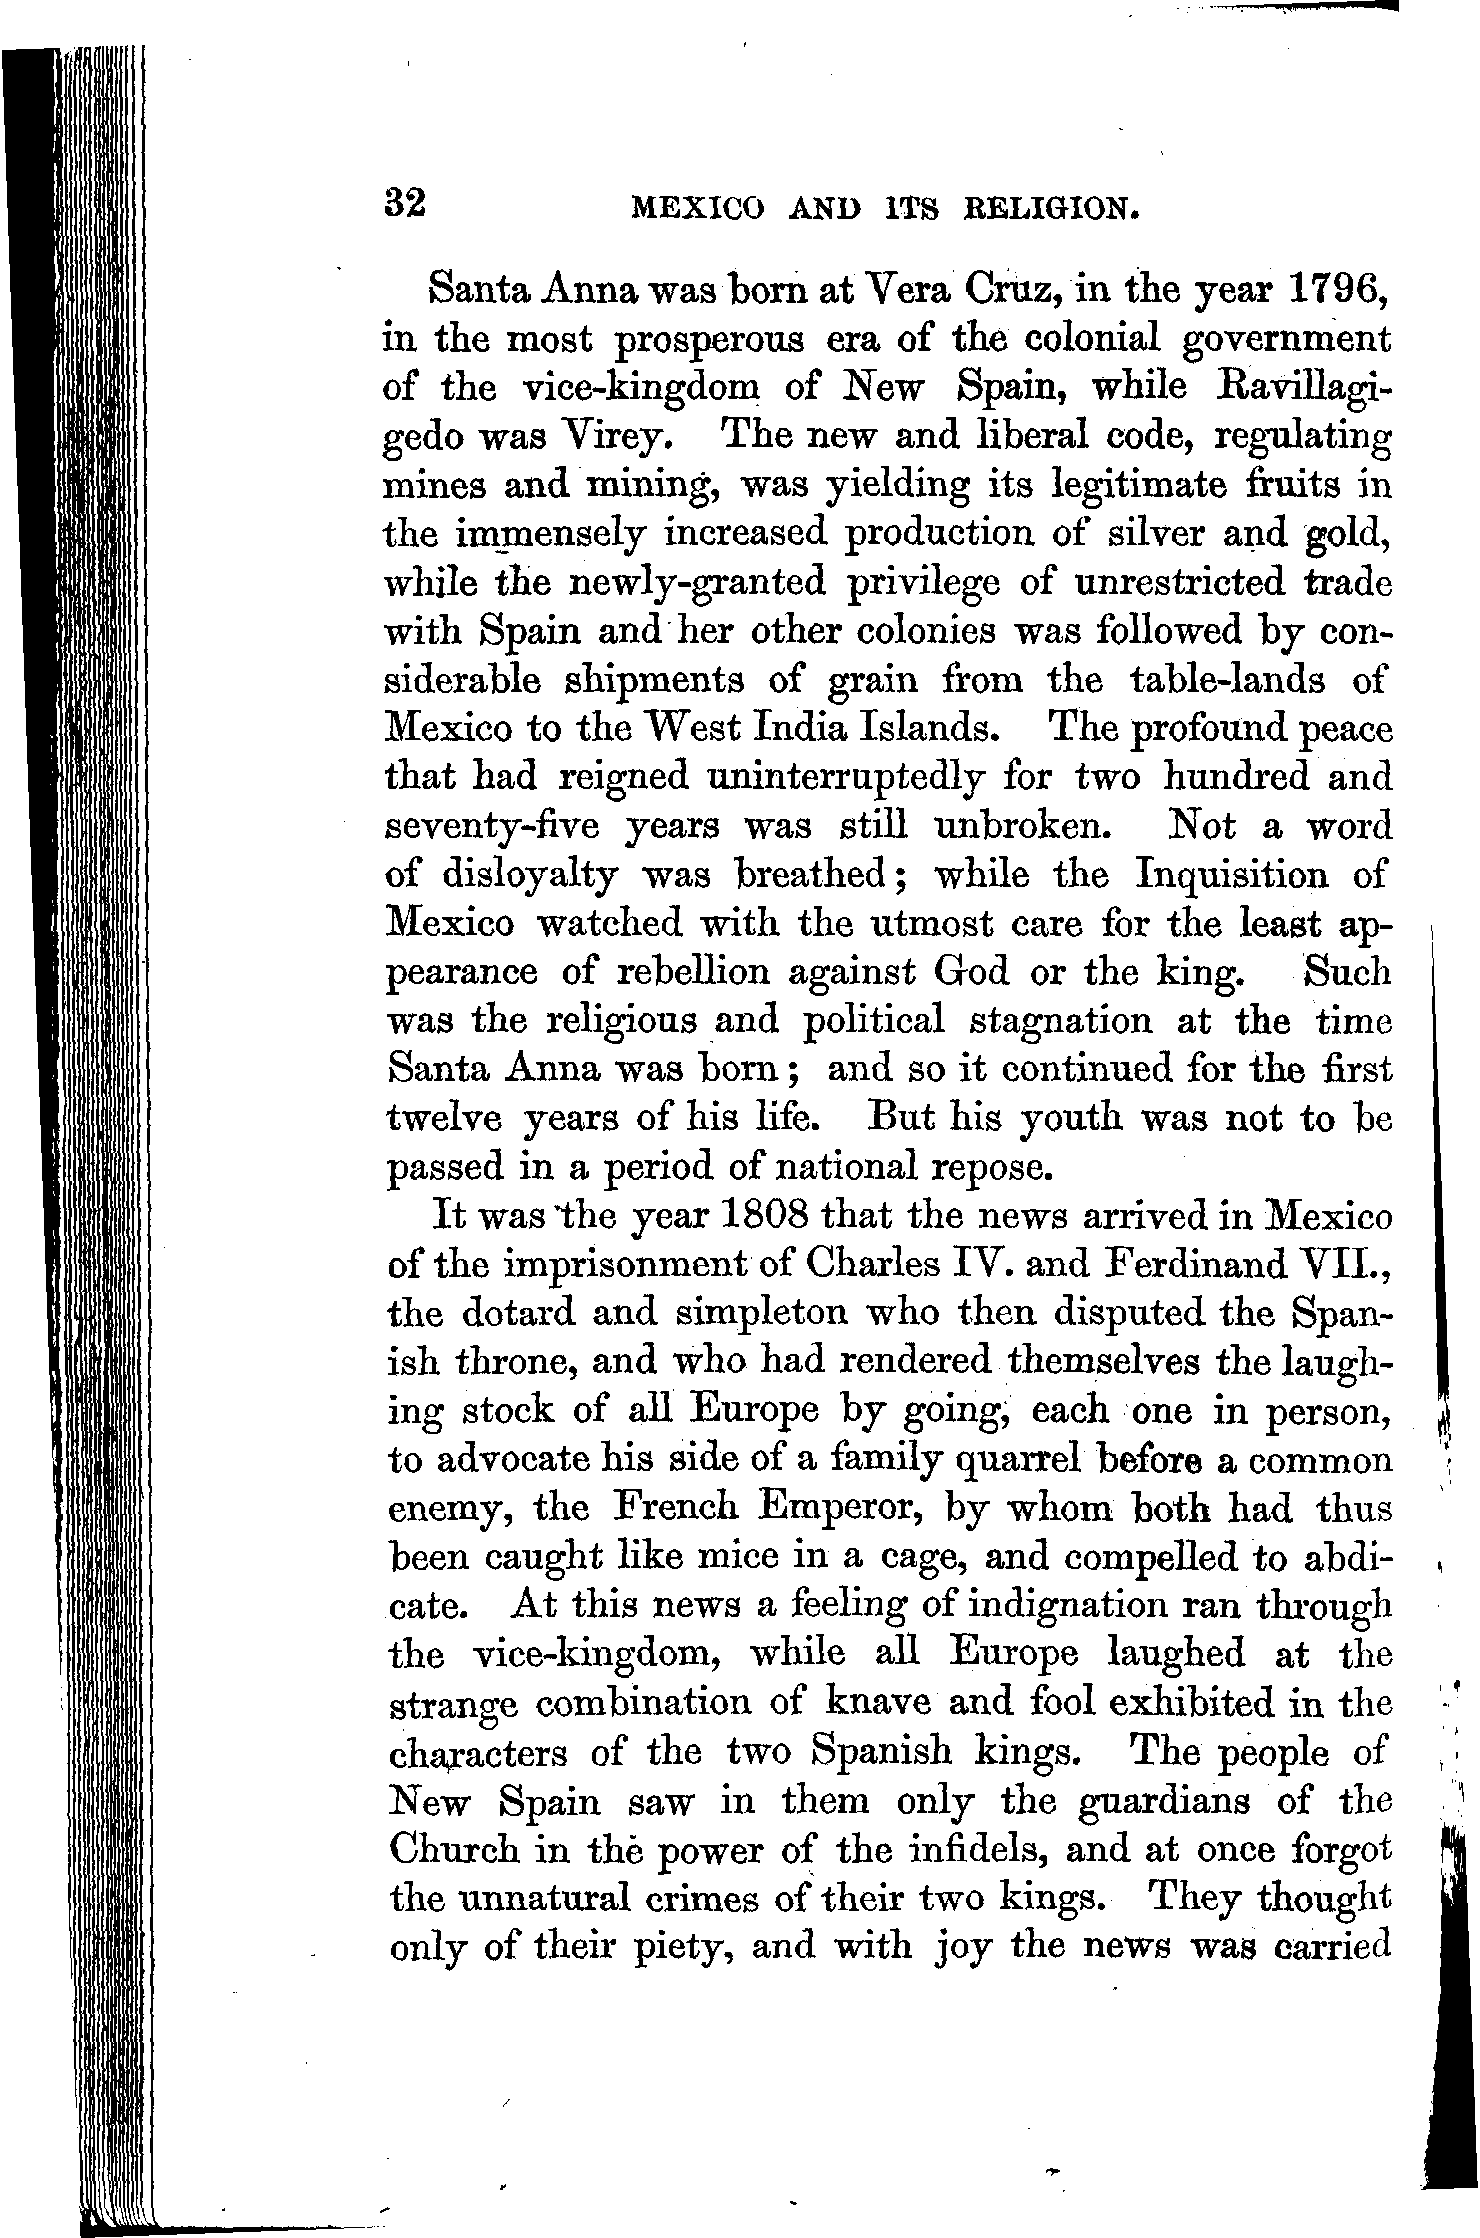 32 MEXICO AND ITS RELIGION.
Santa Anna was born at Vera Cruz, in the year 1796,
in the most prosperous era of the colonial government
of the vice-kingdom of New Spain, while Ravillagi-
gedo was Virey. The new and liberal code, regulating
mines and mining, was yielding its legitimate fruits in
the immensely increased production of silver and gold,
while the newly-granted privilege of unrestricted trade
with Spain and her other colonies was followed by con-
siderable shipments of grain from the table-lands of
Mexico to the West India Islands. The profound peace
that had reigned uninterruptedly for two hundred and
seventy-five years was still unbroken. Not a word
of disloyalty was breathed; while the Inquisition of
Mexico watched with the utmost care for the least ap-
pearance of rebellion against God or the king. Such
was the religious and political stagnation at the time
Santa Anna was born; and so it continued for the first
twelve years of his life. But his youth was not to be
passed in a period of national repose.
It was the year 1808 that the news arrived in Mexico
of the imprisonment of Charles IV. and Ferdinand VII.,
the dotard and simpleton who then disputed the Span-
ish throne, and who had rendered themselves the laugh-
ing stock of all Europe by going, each one in person,
to advocate his side of a family quarrel before a common
enemy, the French Emperor, by whom both had thus
been caught like mice in a cage, and compelled to abdi-
cate. At this news a feeling of indignation ran through
the vice-kingdom, while all Europe laughed at the
strange combination of knave and fool exhibited in the
characters of the two Spanish kings. The people of
New Spain saw in them only the guardians of the
Church in the power of the infidels, and at once forgot
the unnatural crimes of their two kings. They thought
only of their piety, and with joy the news was carried